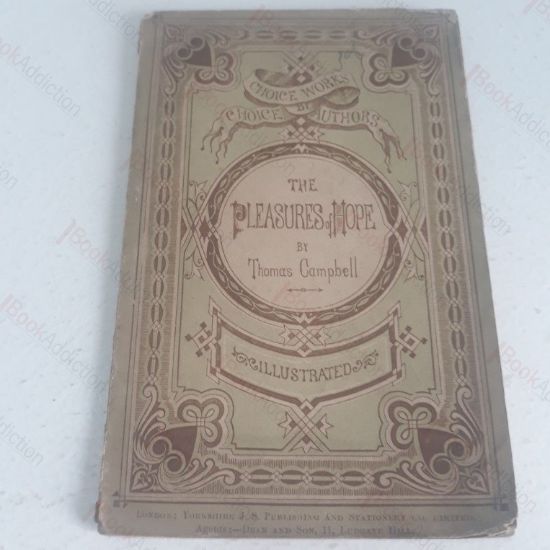 CHOICE WORKS
BY
CHOICE AUTHORS
THE
PLEASURES of HOPE
BY
Thomas Campbell
ILLUSTRATED
LONDON: YORKSHIRE J. S. PUBLISHING AND STATIONERY CO. LIMITED.
AGENTS:—DEAN AND SON, 11, LUDGATE HILL.
BookAddiction